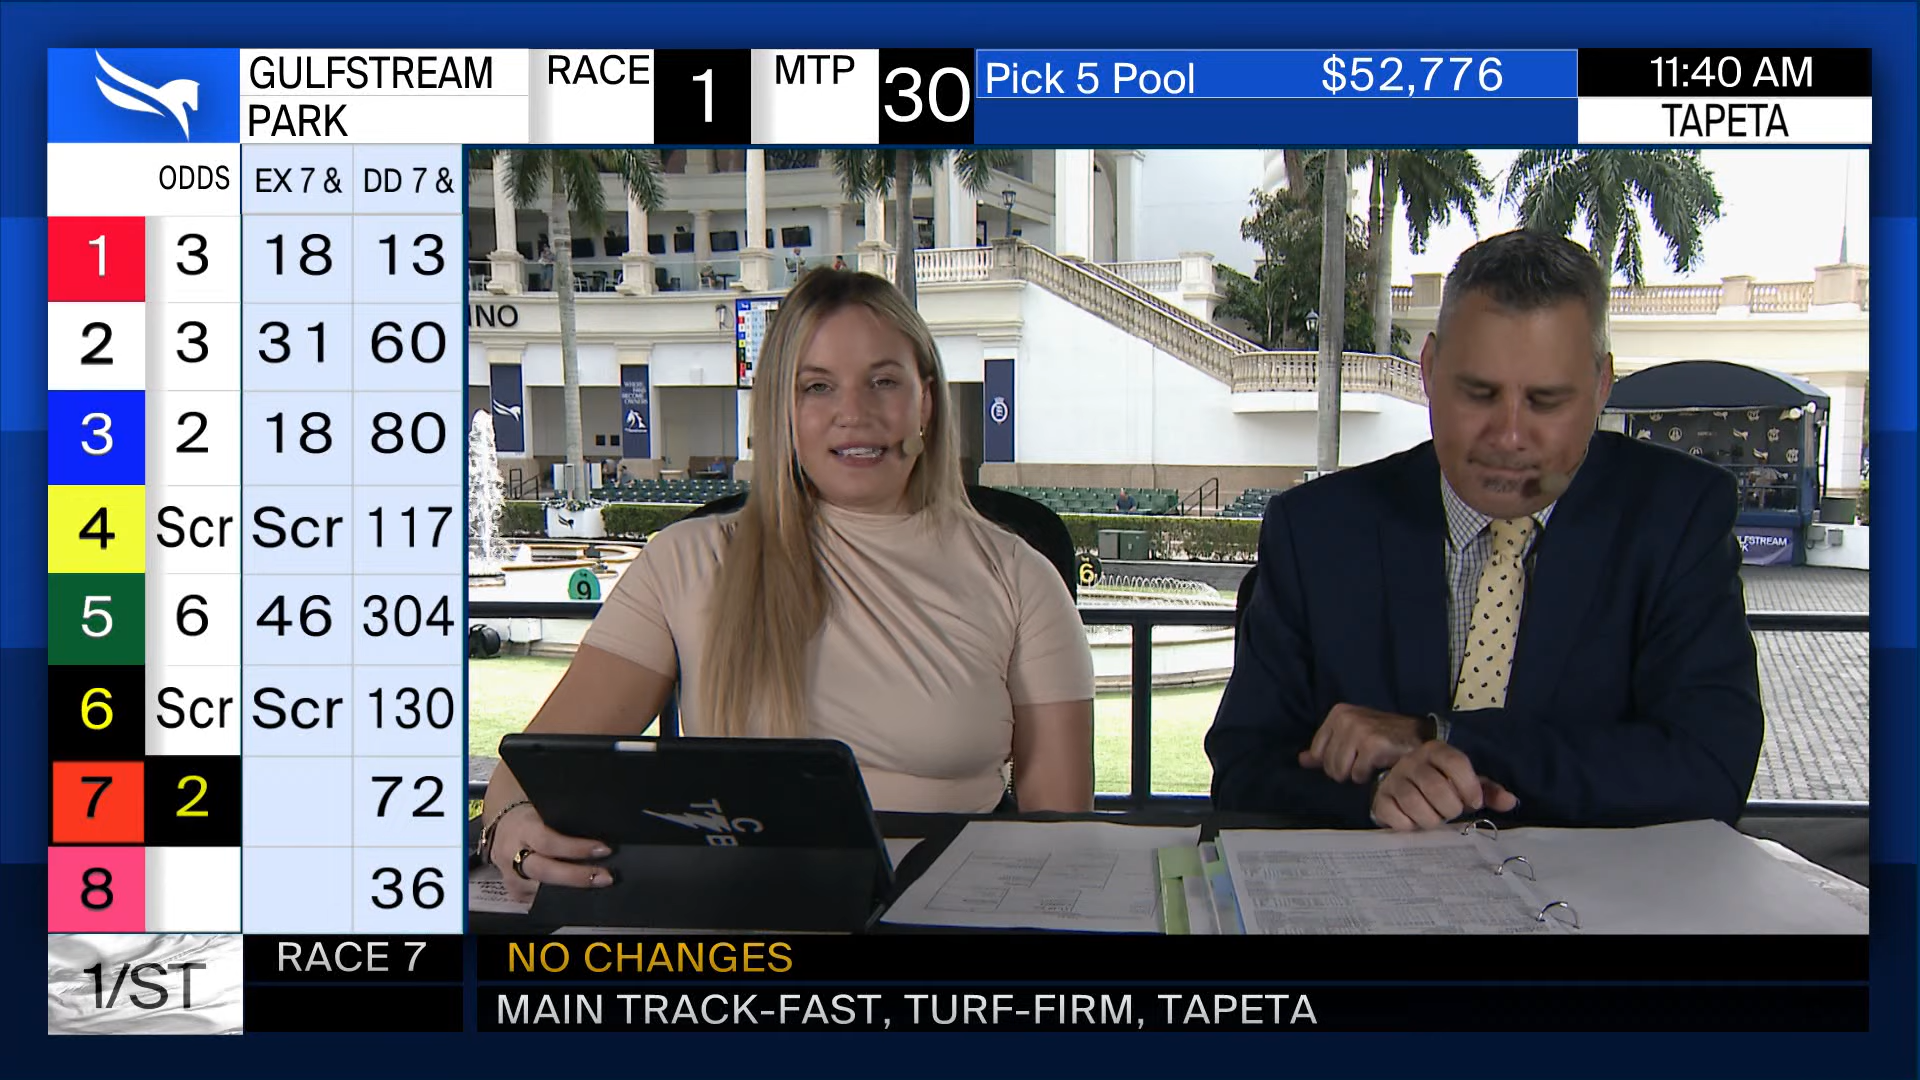 GULFSTREAM
PARK
RACE
1
MTP
30
Pick 5 Pool $52,776
11:40 AM
TAPETA
ODDS EX 7 & DD 7 &
1 3 18 13
2 3 31 60
3 2 18 80
4 Scr Scr 117
5 6 46 304
6 Scr Scr 130
7 2 72
8 36
INO
9
6
1/ST
RACE 7
NO CHANGES
MAIN TRACK-FAST, TURF-FIRM, TAPETA